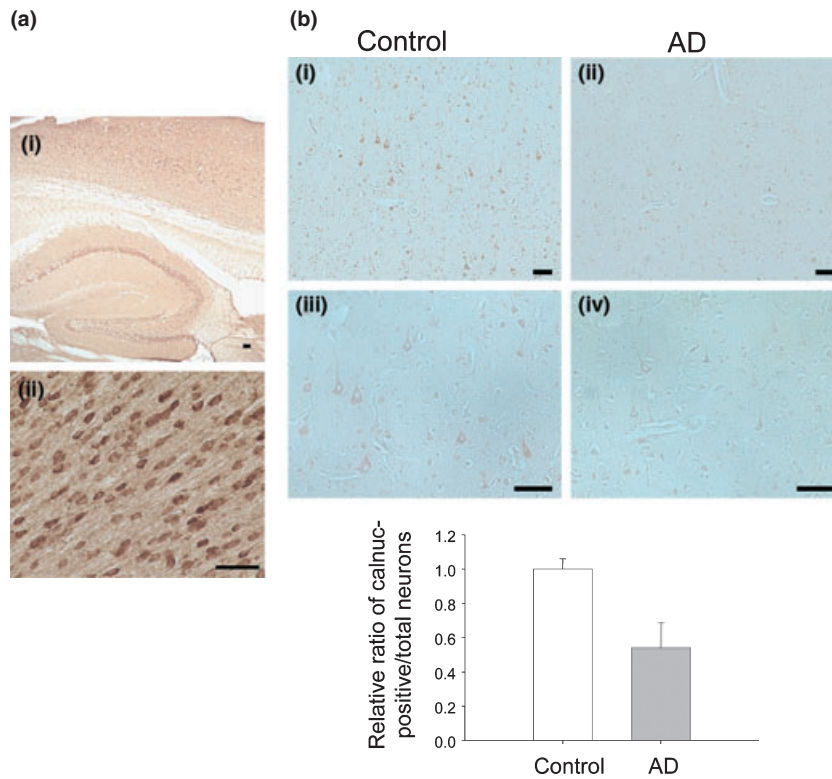 (a)
(i)
(ii)
(b)
Control AD
(i) (ii)
(iii) (iv)
Relative ratio of calnuc-
positive/total neurons
1.2
1.0
0.8
0.6
0.4
0.2
0.0
Control AD